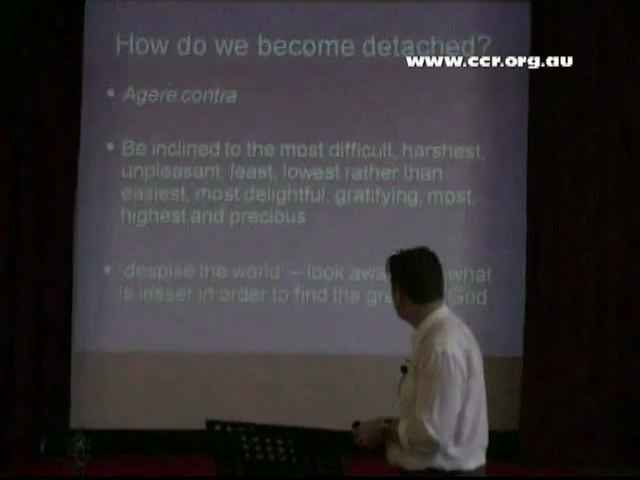 How do we become detached?
www.ccr.org.au
• Agere contra
• Be inclined to the most difficult, harshest,
unpleasant, least, lowest rather than
easiest, most delightful, gratifying, most,
highest and precious
• 'despise the world' – look what
is lesser in order to find the God